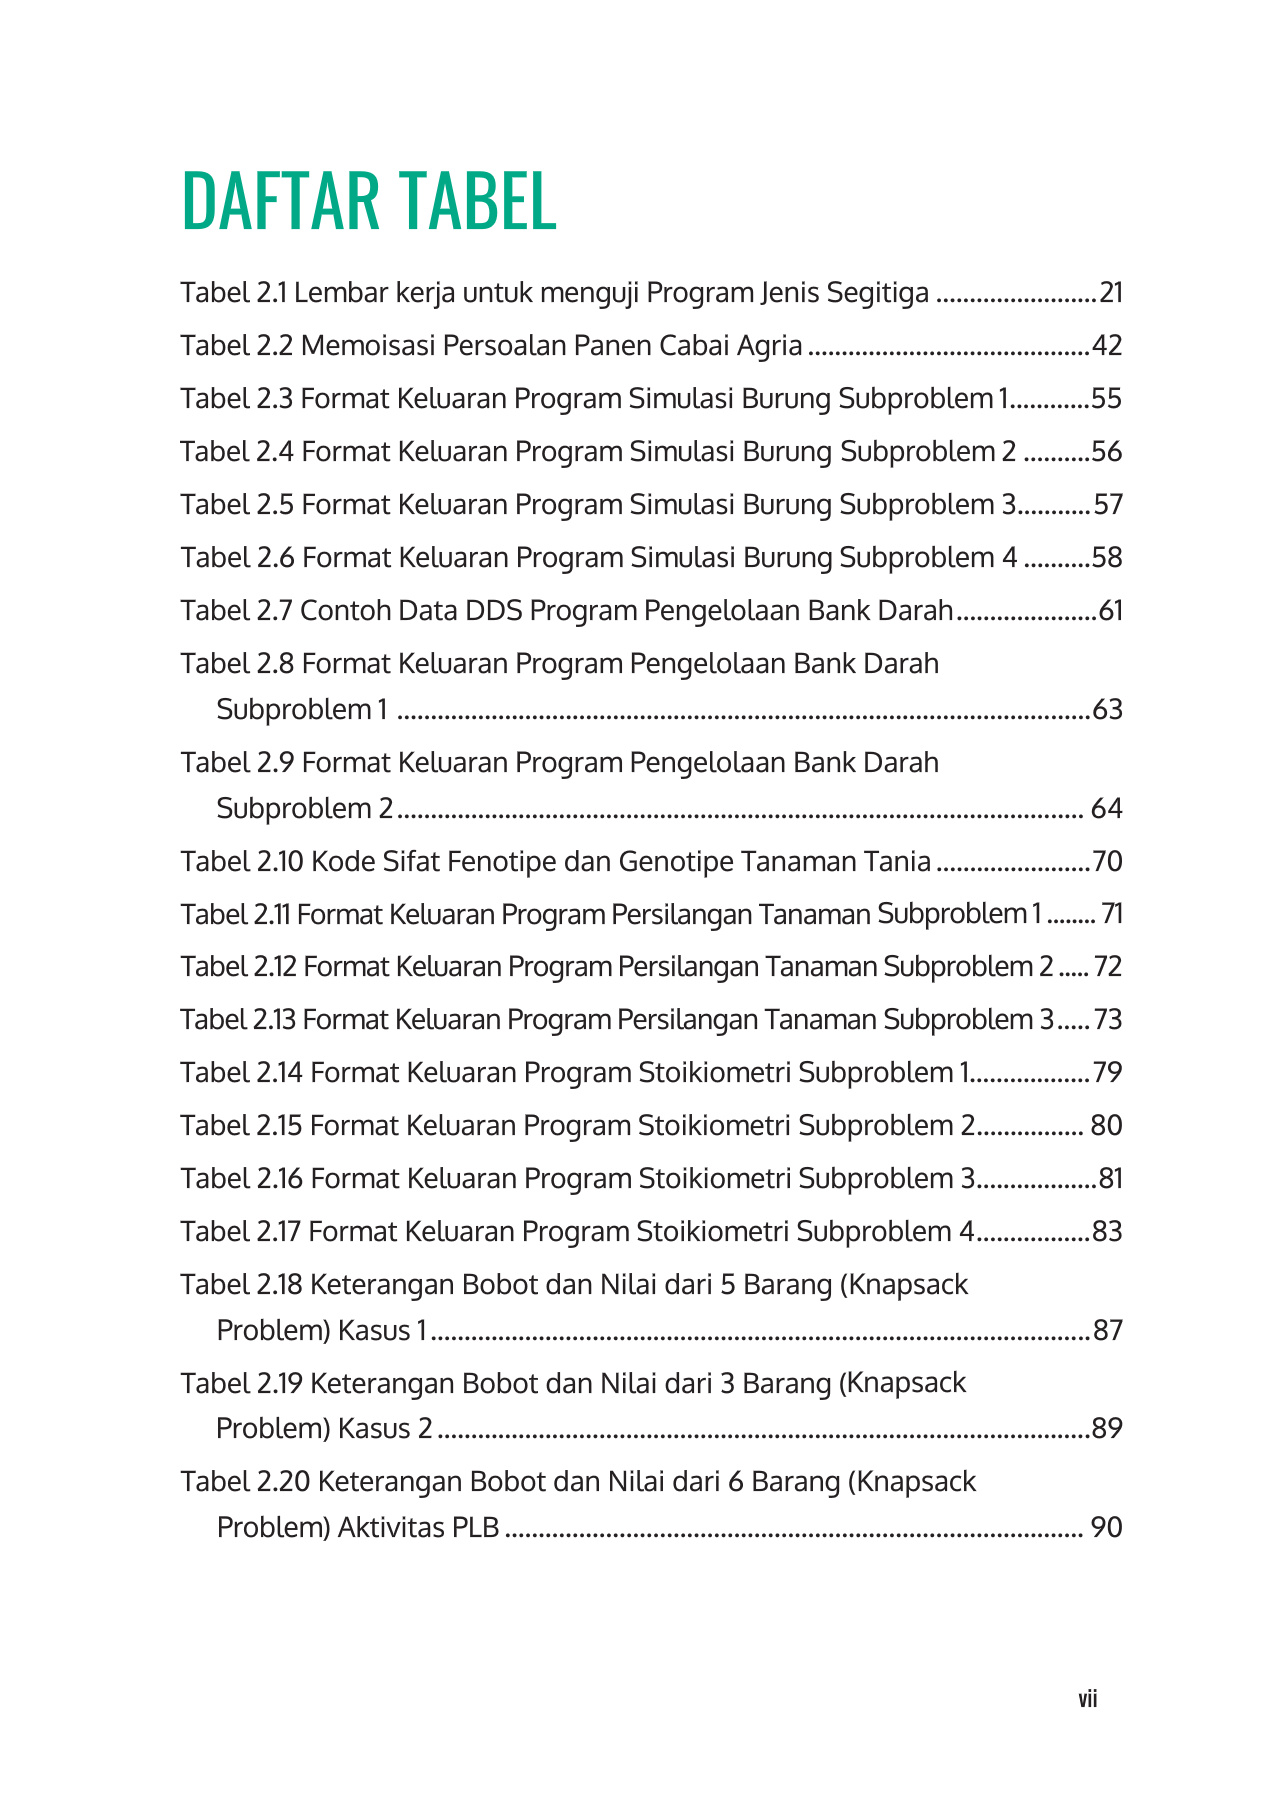 DAFTAR TABEL
Tabel 2.1 Lembar kerja untuk menguji Program Jenis Segitiga ........................21
Tabel 2.2 Memoisasi Persoalan Panen Cabai Agria ..........................................42
Tabel 2.3 Format Keluaran Program Simulasi Burung Subproblem 1............55
Tabel 2.4 Format Keluaran Program Simulasi Burung Subproblem 2 ..........56
Tabel 2.5 Format Keluaran Program Simulasi Burung Subproblem 3...........57
Tabel 2.6 Format Keluaran Program Simulasi Burung Subproblem 4 ..........58
Tabel 2.7 Contoh Data DDS Program Pengelolaan Bank Darah.....................61
Tabel 2.8 Format Keluaran Program Pengelolaan Bank Darah
Subproblem 1 ........................................................................................................63
Tabel 2.9 Format Keluaran Program Pengelolaan Bank Darah
Subproblem 2....................................................................................................... 64
Tabel 2.10 Kode Sifat Fenotipe dan Genotipe Tanaman Tania .......................70
Tabel 2.11 Format Keluaran Program Persilangan Tanaman Subproblem 1 ........ 71
Tabel 2.12 Format Keluaran Program Persilangan Tanaman Subproblem 2 ..... 72
Tabel 2.13 Format Keluaran Program Persilangan Tanaman Subproblem 3..... 73
Tabel 2.14 Format Keluaran Program Stoikiometri Subproblem 1..................79
Tabel 2.15 Format Keluaran Program Stoikiometri Subproblem 2................ 80
Tabel 2.16 Format Keluaran Program Stoikiometri Subproblem 3..................81
Tabel 2.17 Format Keluaran Program Stoikiometri Subproblem 4.................83
Tabel 2.18 Keterangan Bobot dan Nilai dari 5 Barang (Knapsack
Problem) Kasus 1...................................................................................................87
Tabel 2.19 Keterangan Bobot dan Nilai dari 3 Barang (Knapsack
Problem) Kasus 2 ..................................................................................................89
Tabel 2.20 Keterangan Bobot dan Nilai dari 6 Barang (Knapsack
Problem) Aktivitas PLB ....................................................................................... 90
vii